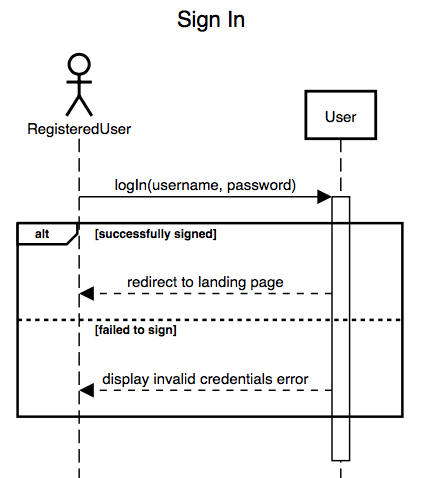 Sign In
RegisteredUser
User
logIn(username, password)
alt
[successfully signed]
redirect to landing page
[failed to sign]
display invalid credentials error